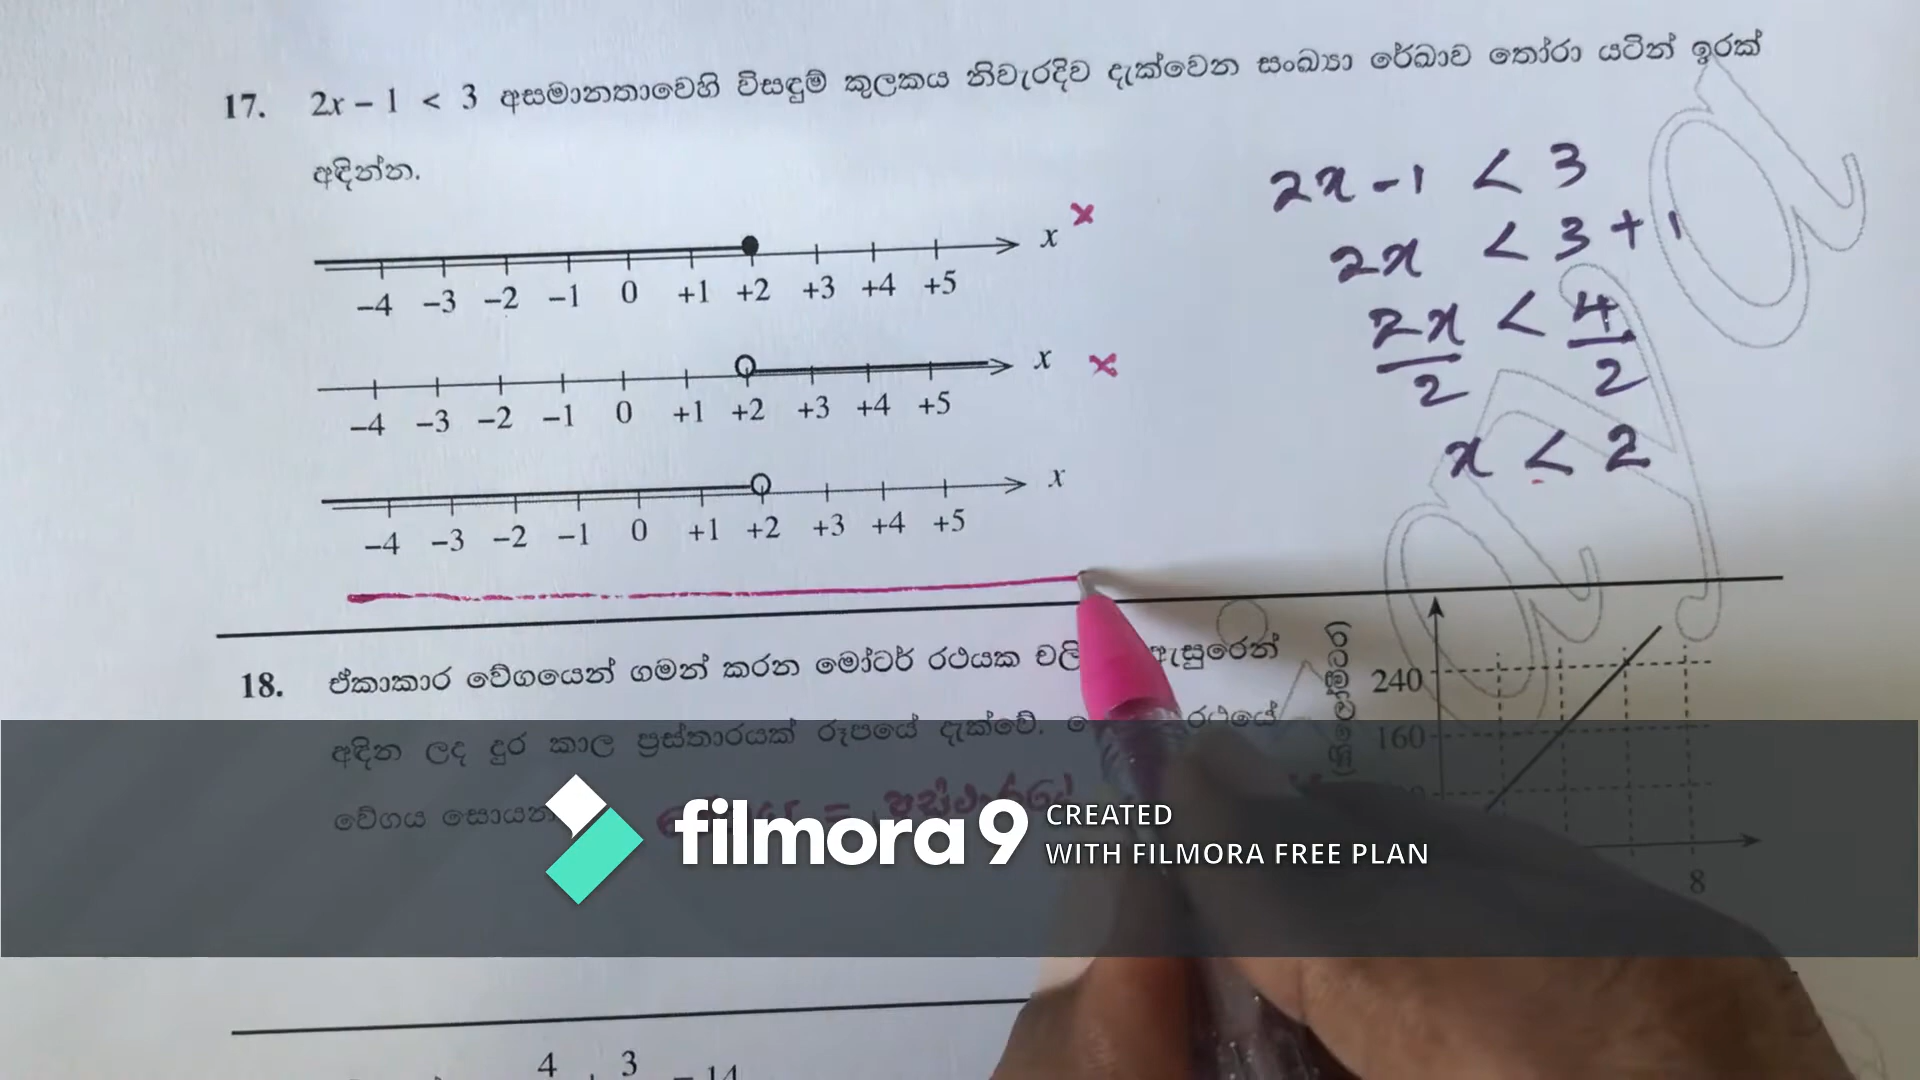 17. 2x – 1 < 3 අසමානතාවෙහි විසඳුම් කුලකය නිවැරදිව දැක්වෙන සංඛ්‍යා රේඛාව තෝරා යටින් ඉරක්
අඳින්න.
x ×
–4 –3 –2 –1 0 +1 +2 +3 +4 +5
x ×
–4 –3 –2 –1 0 +1 +2 +3 +4 +5
x
–4 –3 –2 –1 0 +1 +2 +3 +4 +5
2x - 1 < 3
2x < 3 + 1
2x/2 < 4/2
x < 2
18. ඒකාකාර වේගයෙන් ගමන් කරන මෝටර් රථයක ඇසුරෙන්
අඳින ලද දුර කාල ප්‍රස්තාරයක් රූපයේ දැක්වේ. රථයේ
වේගය
240
160
8
filmora 9 CREATED
WITH FILMORA FREE PLAN
4 3